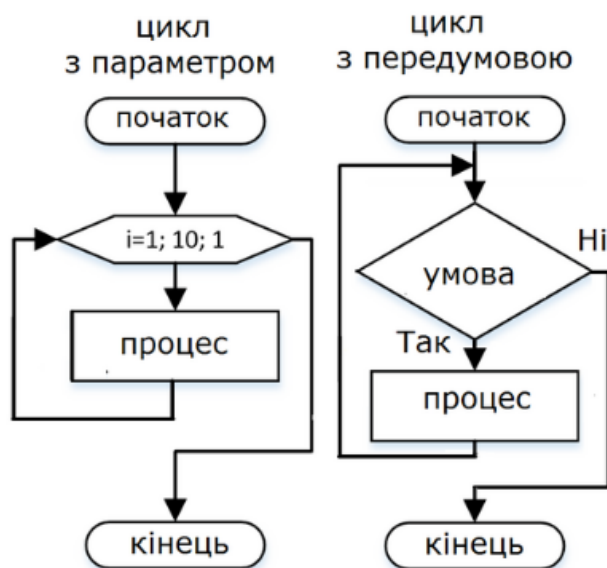 цикл
з параметром
початок
i=1; 10; 1
процес
кінець
цикл
з передумовою
початок
умова
Ні
Так
процес
кінець